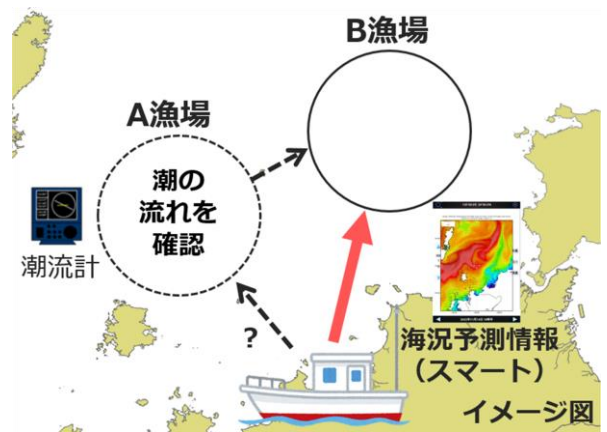 B漁場
A漁場
潮の
流れを
確認
潮流計
?
海況予測情報
（スマート）
イメージ図